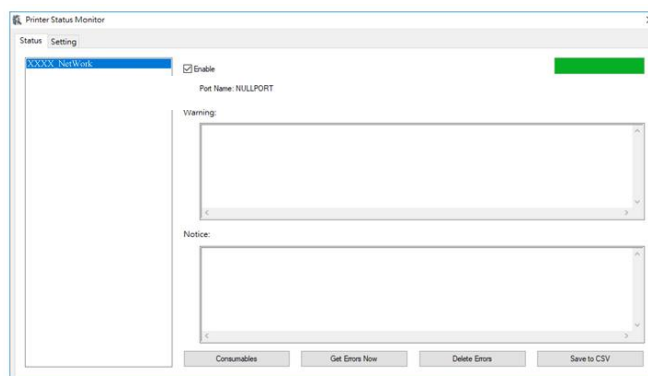 Printer Status Monitor
Status Setting
XXXX_NetWork
Enable
Port Name: NULLPORT
Warning:
Notice:
Consumables Get Errors Now Delete Errors Save to CSV